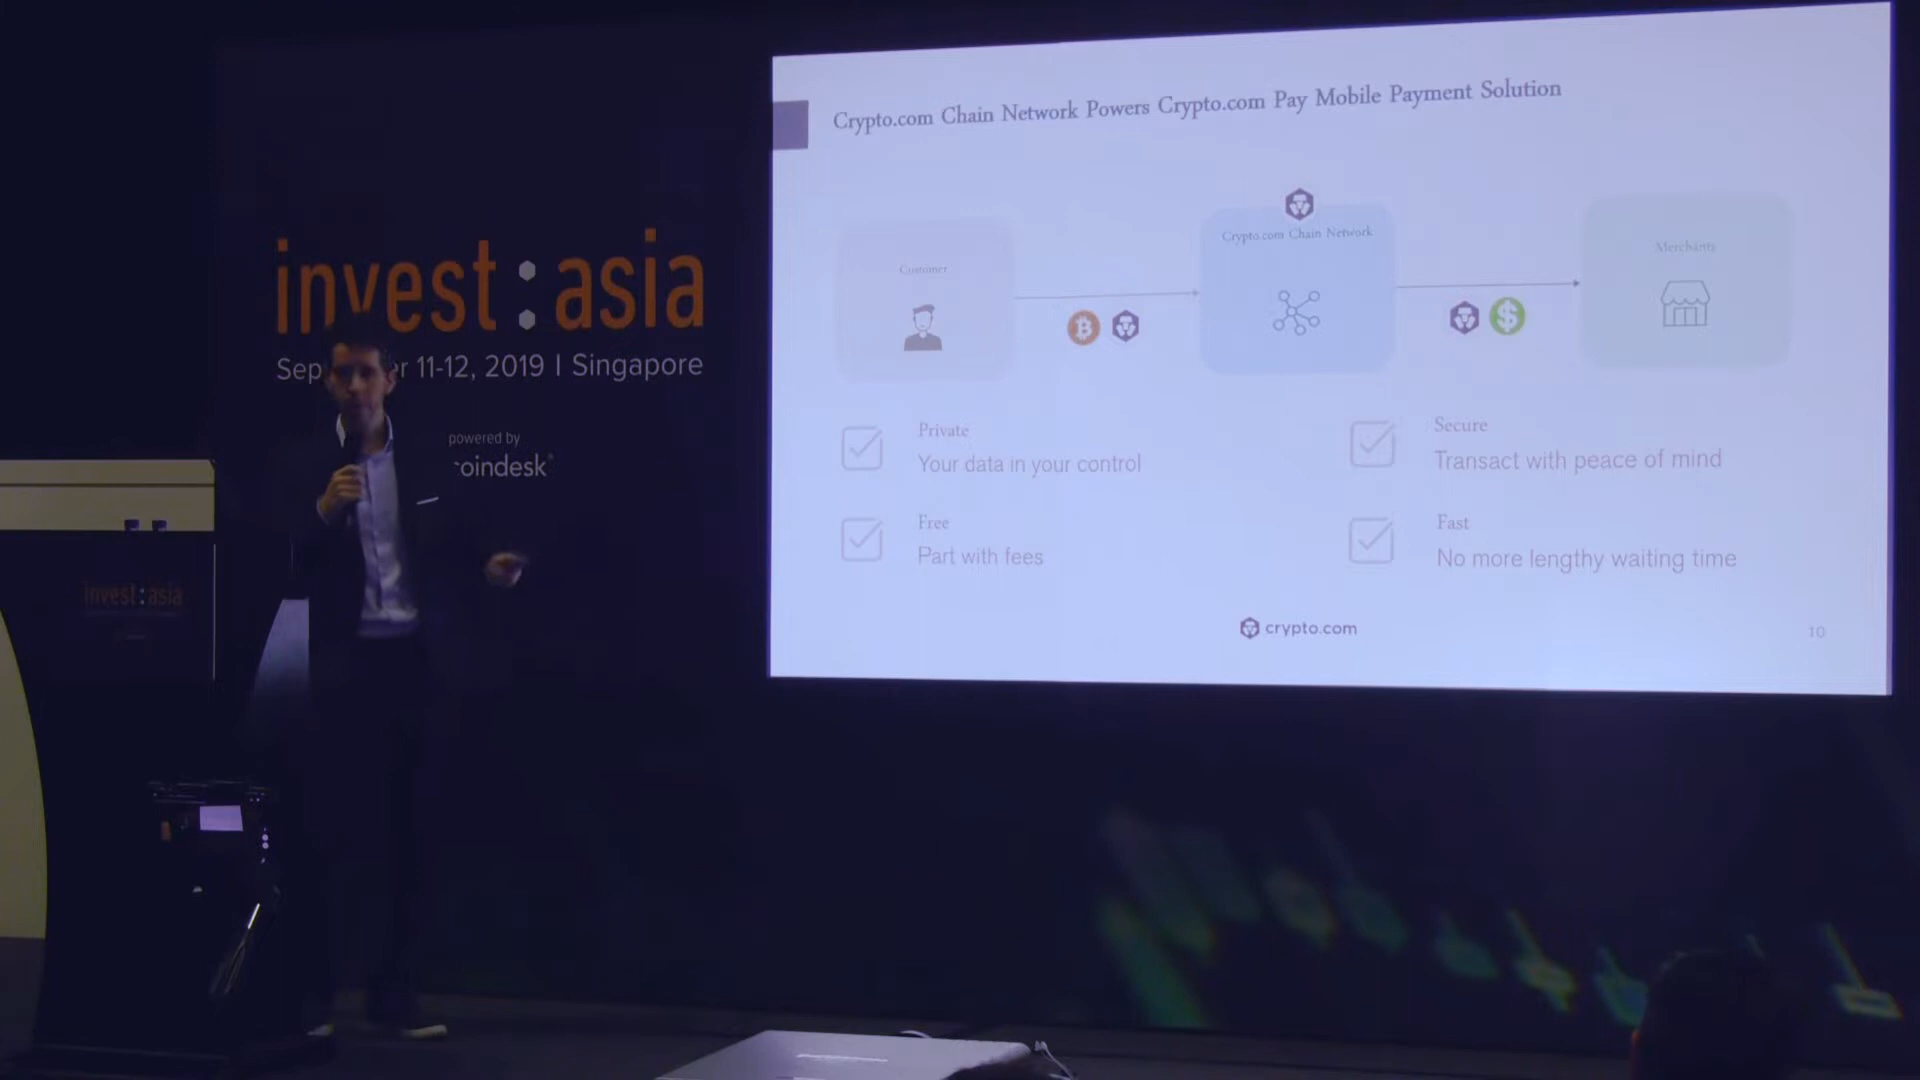 invest:asia
Sep r 11-12, 2019 | Singapore
powered by
oindesk
invest:asia
Crypto.com Chain Network Powers Crypto.com Pay Mobile Payment Solution
Customer
Crypto.com Chain Network
Merchants
Private
Your data in your control
Secure
Transact with peace of mind
Free
Part with fees
Fast
No more lengthy waiting time
crypto.com
10